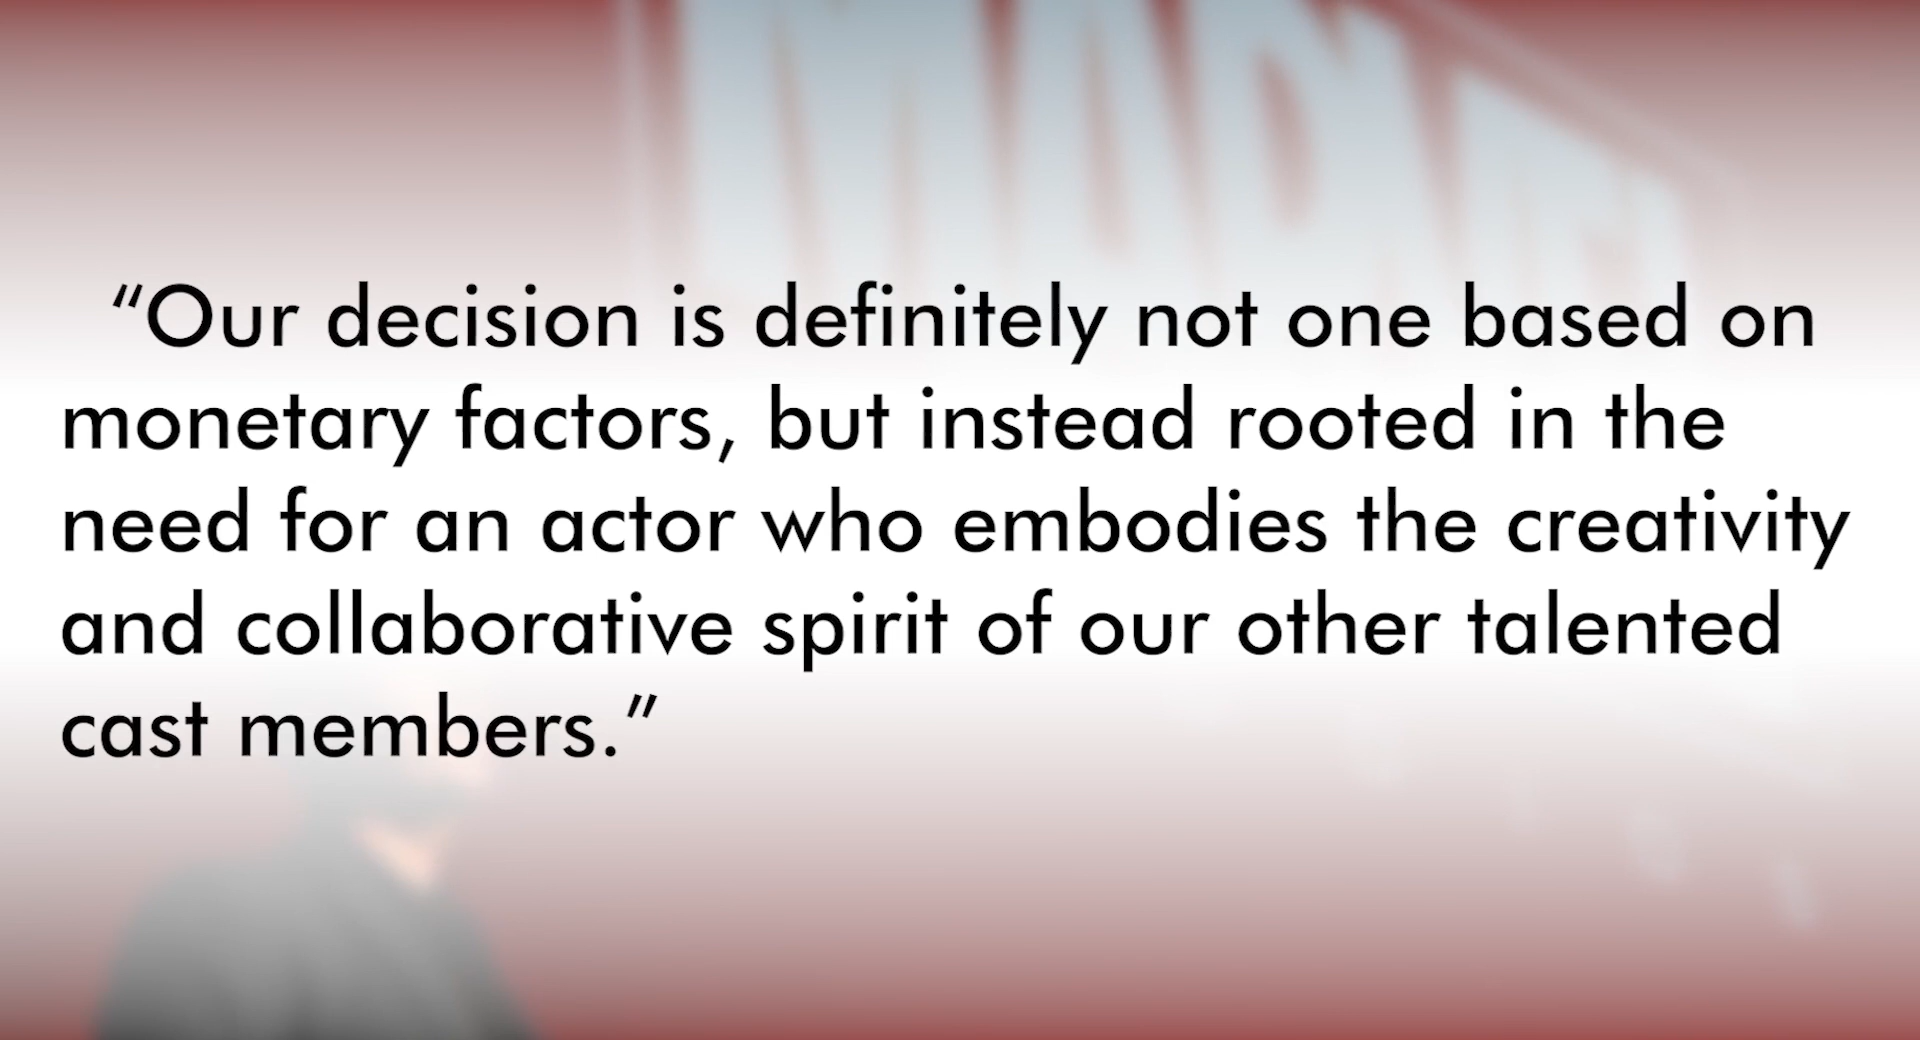 “Our decision is definitely not one based on
monetary factors, but instead rooted in the
need for an actor who embodies the creativity
and collaborative spirit of our other talented
cast members.”